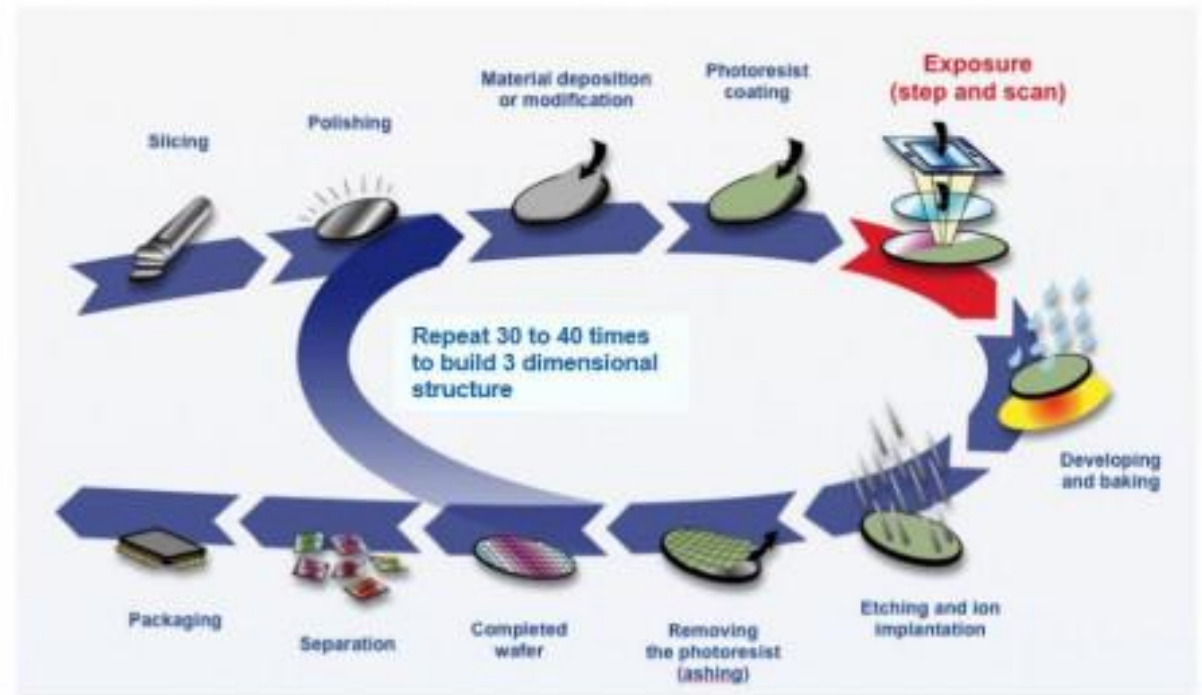 Slicing
Polishing
Material deposition
or modification
Photoresist
coating
Exposure
(step and scan)
Repeat 30 to 40 times
to build 3 dimensional
structure
Developing
and baking
Etching and ion
implantation
Removing
the photoresist
(ashing)
Completed
wafer
Separation
Packaging